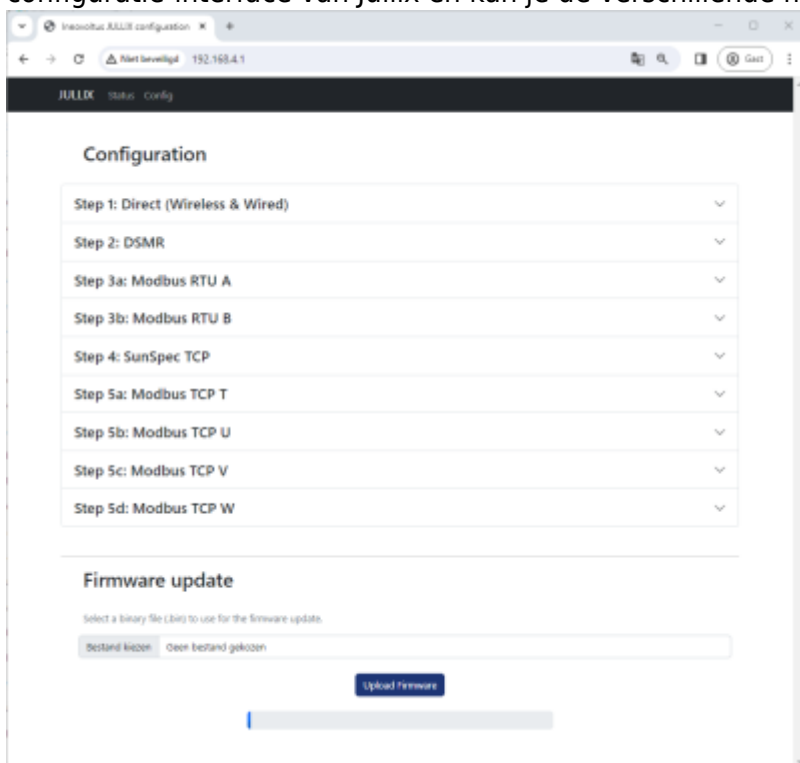 configuratie interface van Jullix en kan je de verschillende
Ineovoltus JULLIX configuration
Niet beveiligd 192.168.4.1
Gast
JULLIX Status Config
Configuration
Step 1: Direct (Wireless & Wired)
Step 2: DSMR
Step 3a: Modbus RTU A
Step 3b: Modbus RTU B
Step 4: SunSpec TCP
Step 5a: Modbus TCP T
Step 5b: Modbus TCP U
Step 5c: Modbus TCP V
Step 5d: Modbus TCP W
Firmware update
Select a binary file (.bin) to use for the firmware update.
Bestand kiezen Geen bestand gekozen
Upload Firmware